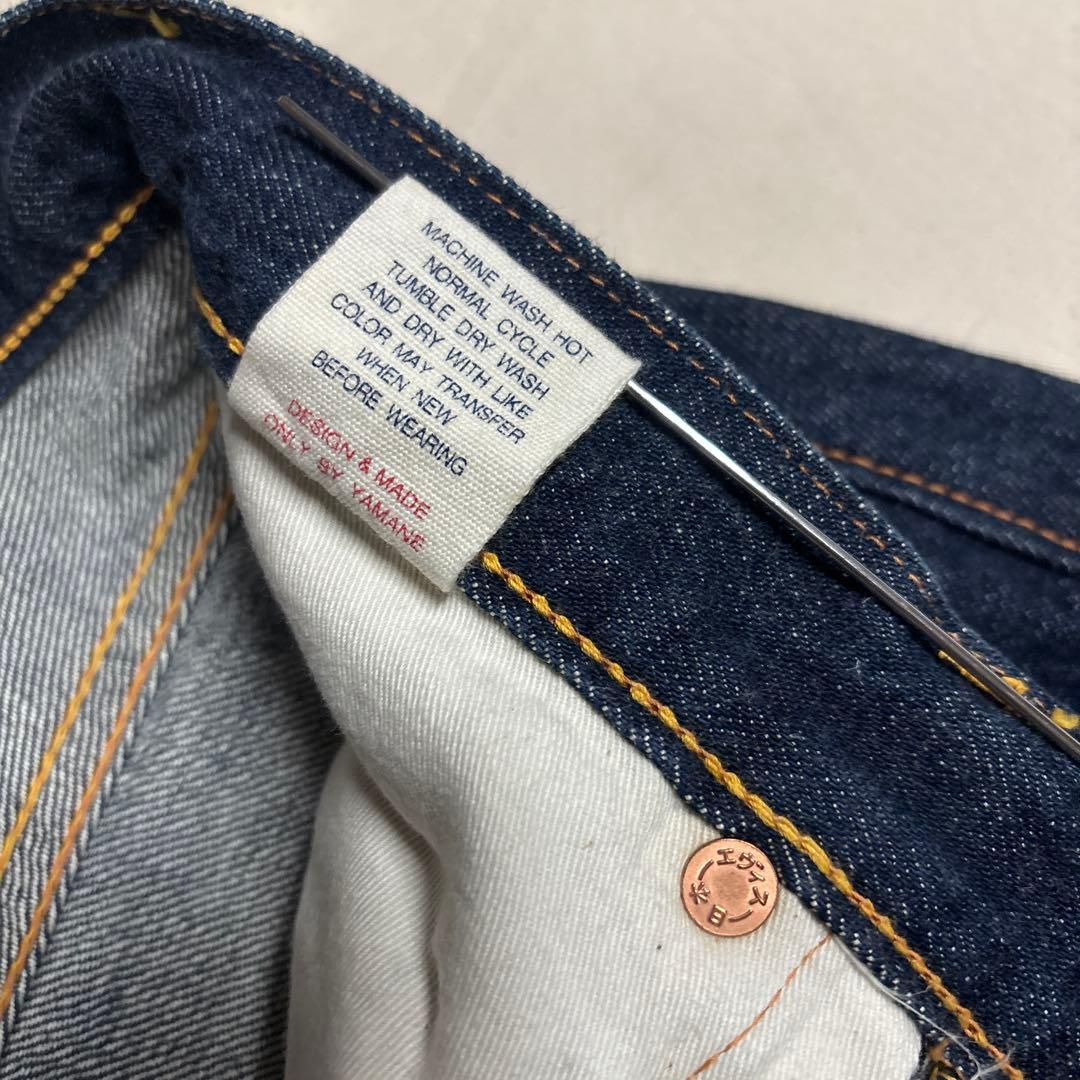 MACHINE WASH HOT
NORMAL CYCLE
TUMBLE DRY WASH
AND DRY WITH LIKE
COLOR MAY TRANSFER
WHEN NEW
BEFORE WEARING
DESIGN & MADE
ONLY BY YAMANE
エヴィス
日本